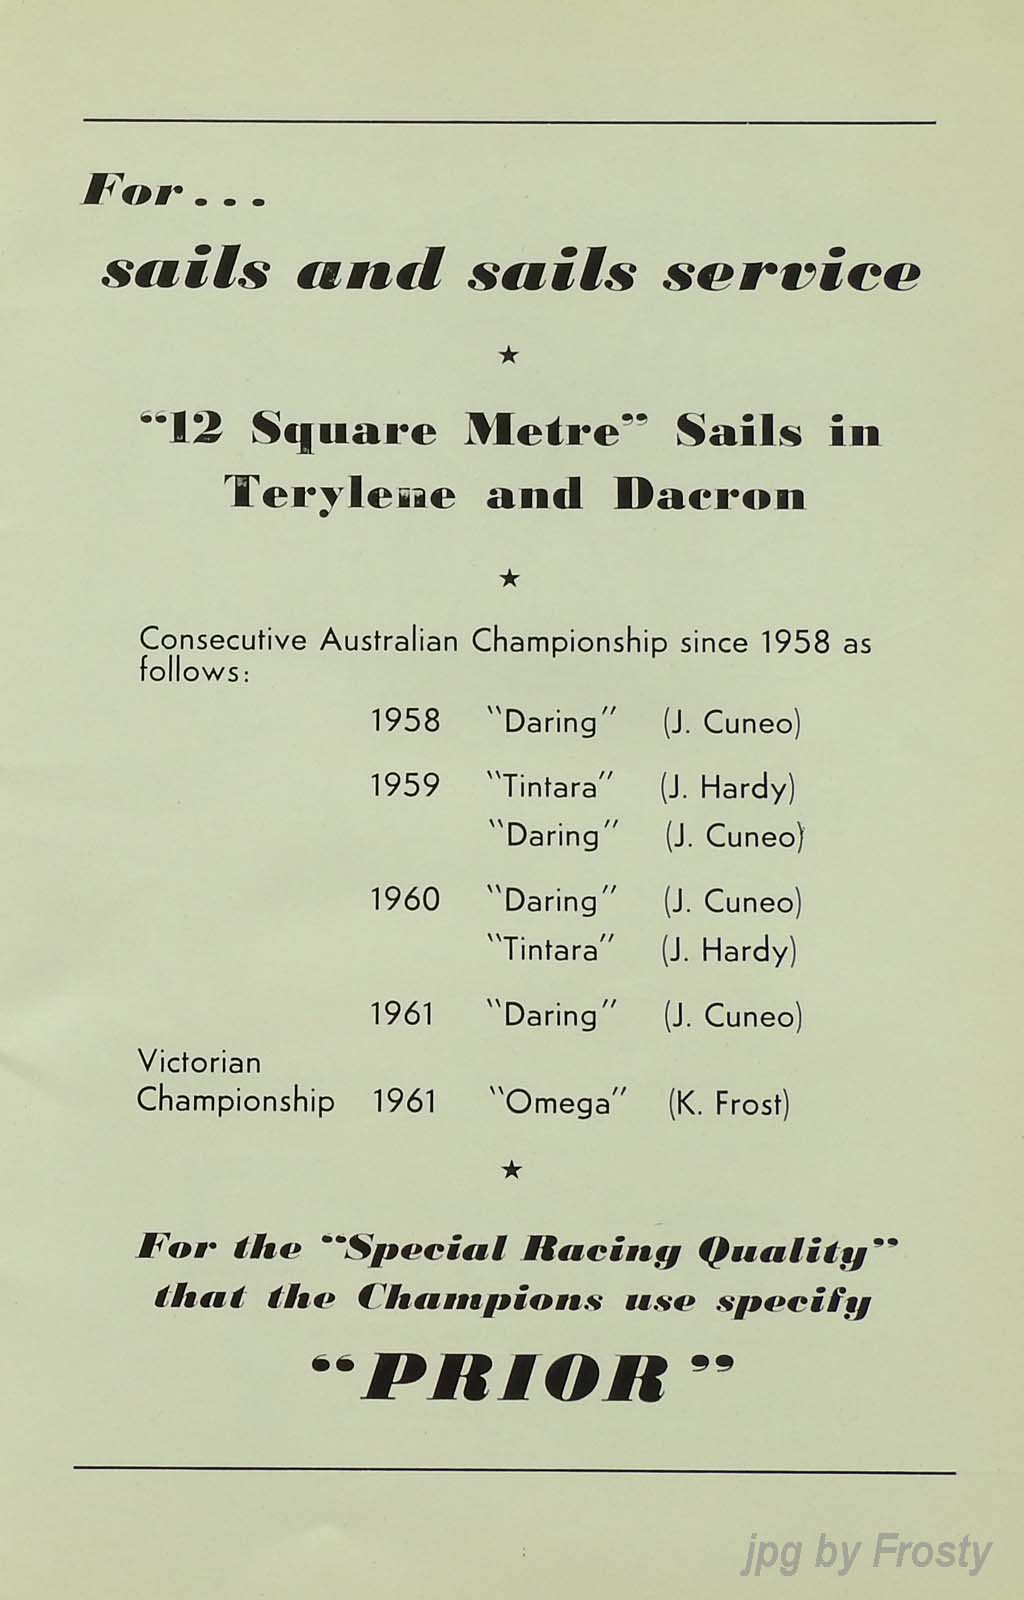 For...
sails and sails service
★
“12 Square Metre” Sails in
Terylene and Dacron
★
Consecutive Australian Championship since 1958 as
follows:
1958 "Daring" (J. Cuneo)
1959 "Tintara" (J. Hardy)
"Daring" (J. Cuneo)
1960 "Daring" (J. Cuneo)
"Tintara" (J. Hardy)
1961 "Daring" (J. Cuneo)
Victorian
Championship 1961 "Omega" (K. Frost)
★
For the “Special Racing Quality”
that the Champions use specify
“PRIOR”
jpg by Frosty